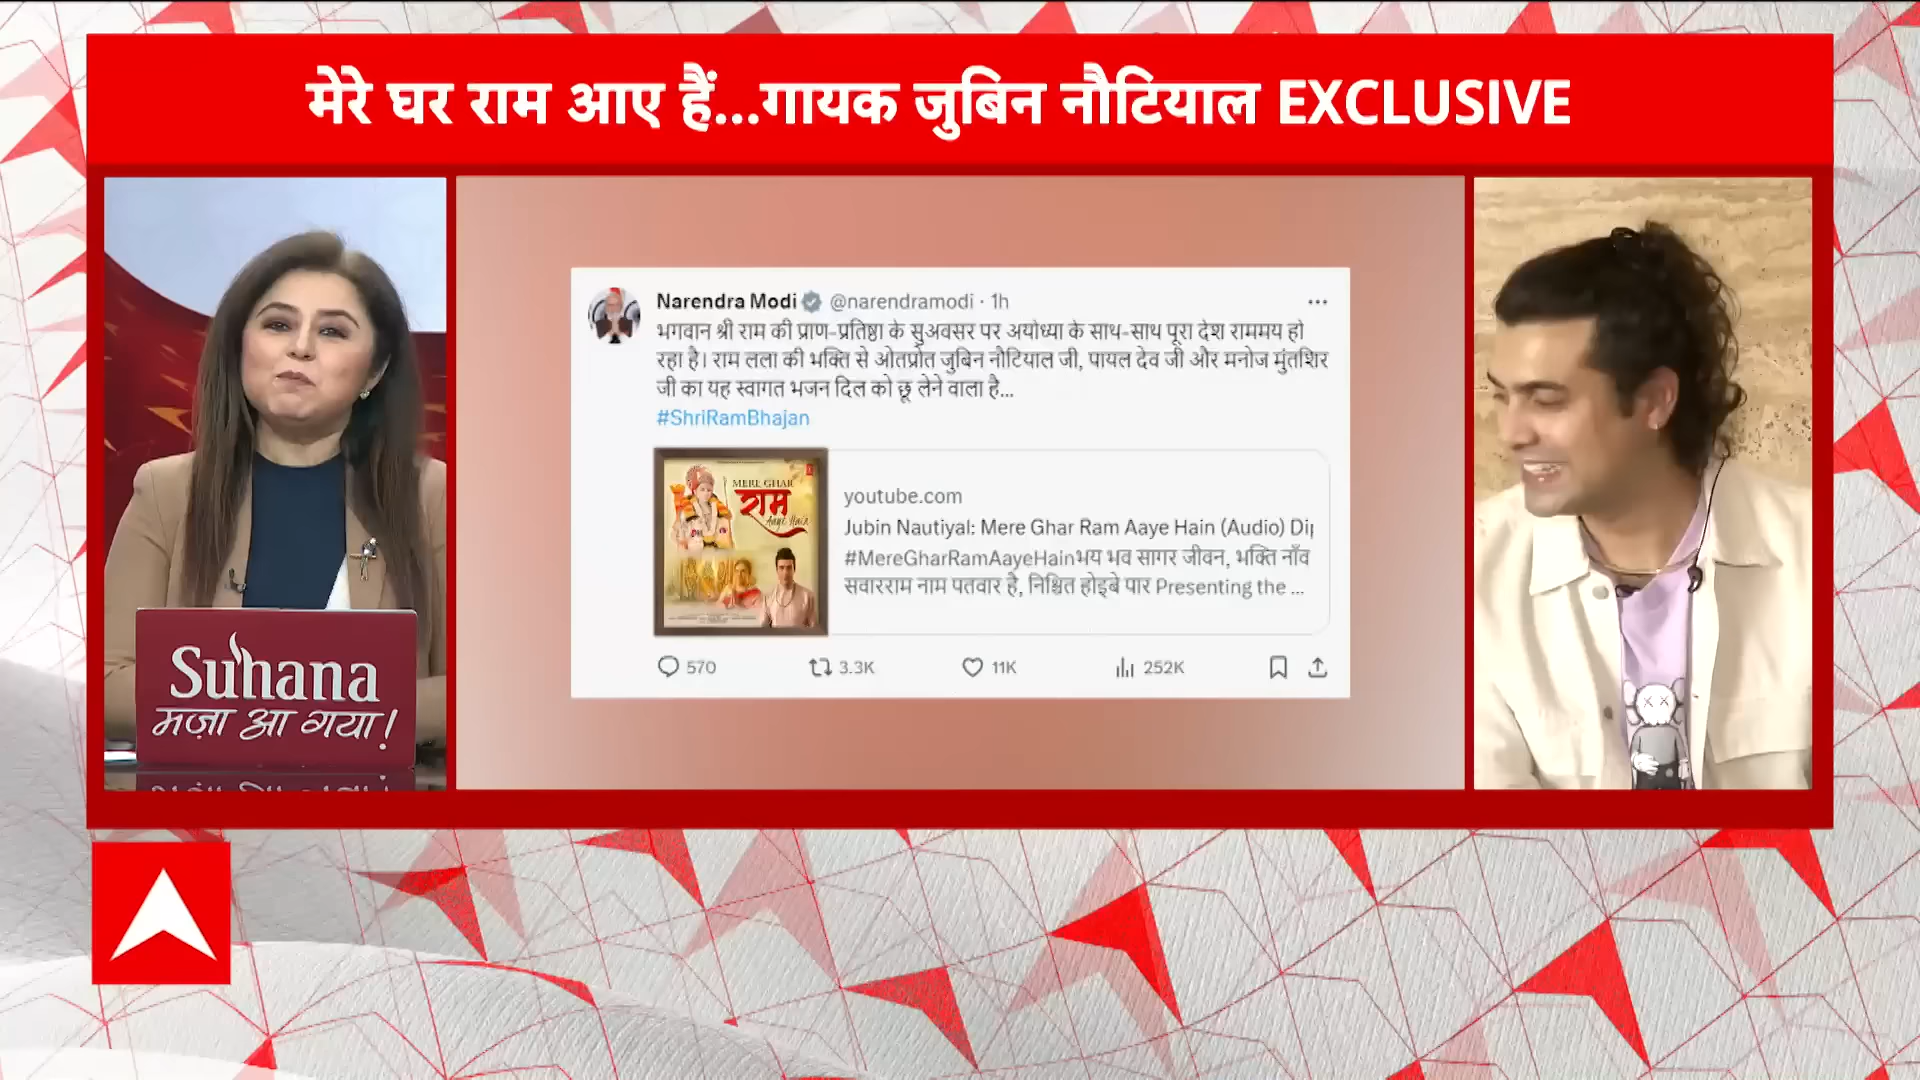 मेरे घर राम आए हैं...गायक जुबिन नौटियाल EXCLUSIVE
Narendra Modi @narendramodi · 1h
भगवान श्री राम की प्राण-प्रतिष्ठा के सुअवसर पर अयोध्या के साथ-साथ पूरा देश राममय हो
रहा है। राम लला की भक्ति से ओतप्रोत जुबिन नौटियाल जी, पायल देव जी और मनोज मुंतशिर
जी का यह स्वागत भजन दिल को छू लेने वाला है...
#ShriRamBhajan
MERE GHAR
राम
Aaye Hain
youtube.com
Jubin Nautiyal: Mere Ghar Ram Aaye Hain (Audio) Dip
#MereGharRamAayeHainभय भव सागर जीवन, भक्ति नाँव
सवारराम नाम पतवार है, निश्चित होइबे पार Presenting the ...
570 3.3K 11K 252K
Suhana
मज़ा आ गया!